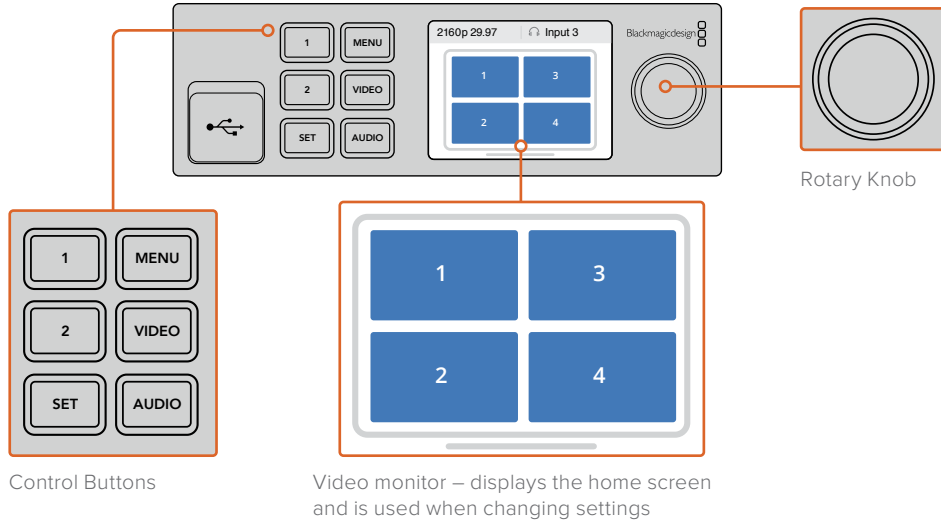 1 MENU
2 VIDEO
SET AUDIO
2160p 29.97 Input 3
1 3
2 4
Blackmagicdesign
Rotary Knob
1 MENU
2 VIDEO
SET AUDIO
Control Buttons
1 3
2 4
Video monitor – displays the home screen
and is used when changing settings